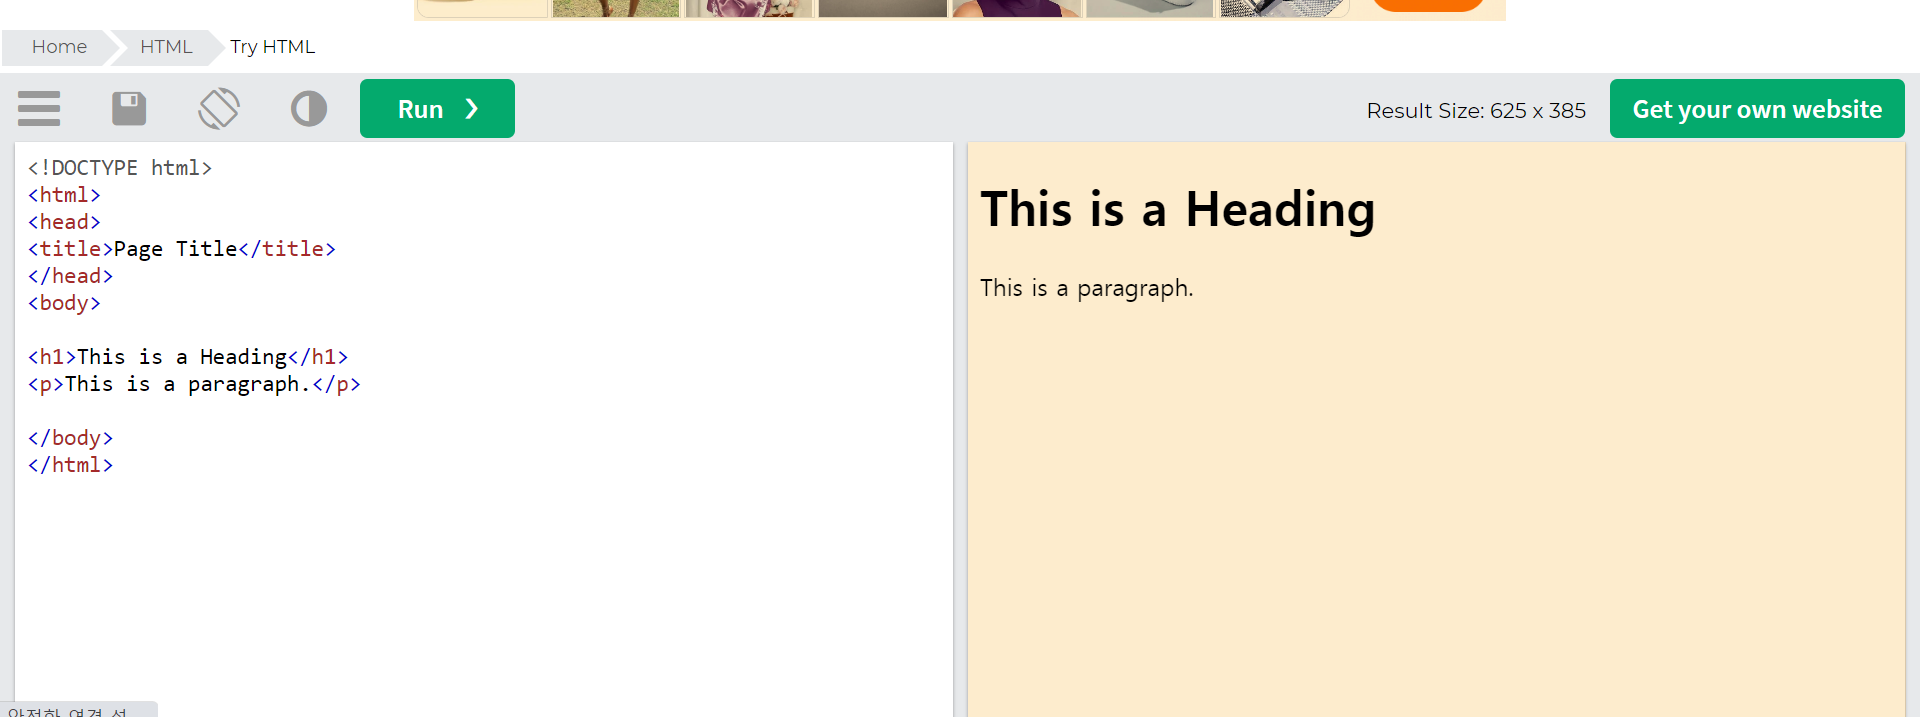 Home
HTML
Try HTML
Run ❯
Result Size: 625 x 385
Get your own website
<!DOCTYPE html>
<html>
<head>
<title>Page Title</title>
</head>
<body>
<h1>This is a Heading</h1>
<p>This is a paragraph.</p>
</body>
</html>
This is a Heading
This is a paragraph.